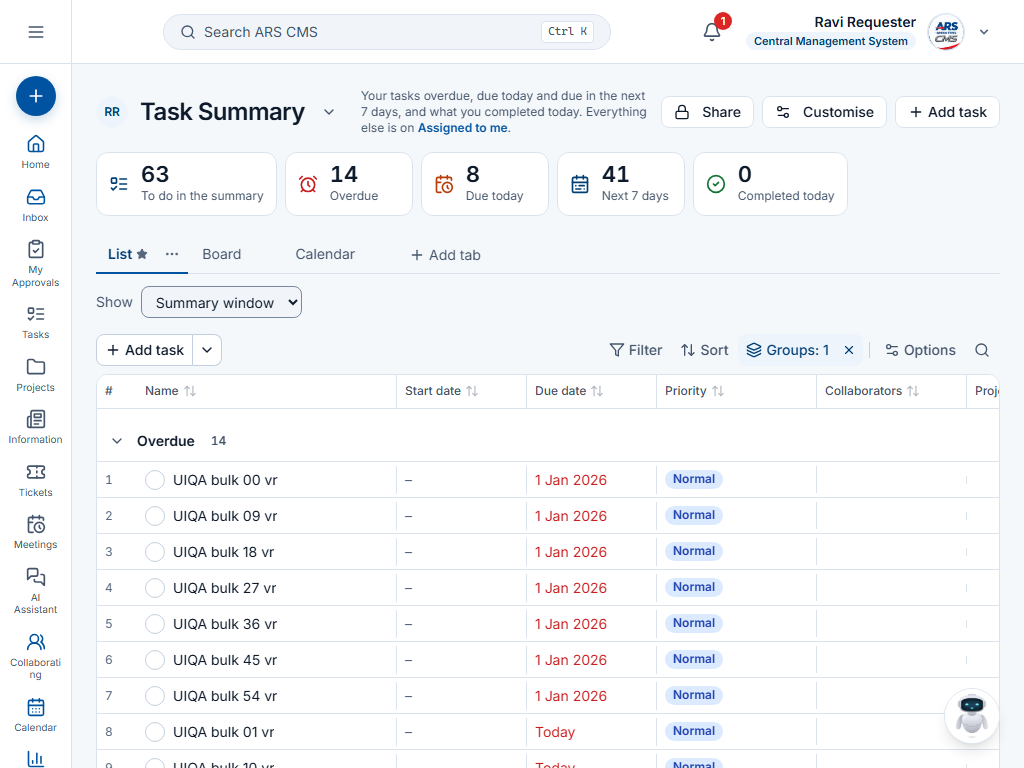 Search ARS CMS
Ctrl K
1
Ravi Requester
Central Management System
ARS
CMS
RR
Task Summary
Your tasks overdue, due today and due in the next
7 days, and what you completed today. Everything
else is on Assigned to me.
Share
Customise
+ Add task
63
To do in the summary
14
Overdue
8
Due today
41
Next 7 days
0
Completed today
List
Board
Calendar
+ Add tab
Show
Summary window
+ Add task
Filter
Sort
Groups: 1
Options
# Name Start date Due date Priority Collaborators
Overdue 14
1 UIQA bulk 00 vr – 1 Jan 2026 Normal
2 UIQA bulk 09 vr – 1 Jan 2026 Normal
3 UIQA bulk 18 vr – 1 Jan 2026 Normal
4 UIQA bulk 27 vr – 1 Jan 2026 Normal
5 UIQA bulk 36 vr – 1 Jan 2026 Normal
6 UIQA bulk 45 vr – 1 Jan 2026 Normal
7 UIQA bulk 54 vr – 1 Jan 2026 Normal
8 UIQA bulk 01 vr – Today Normal
9 UIQA bulk 10 vr Today Normal
Home
Inbox
My
Approvals
Tasks
Projects
Information
Tickets
Meetings
AI
Assistant
Collaborati
ng
Calendar